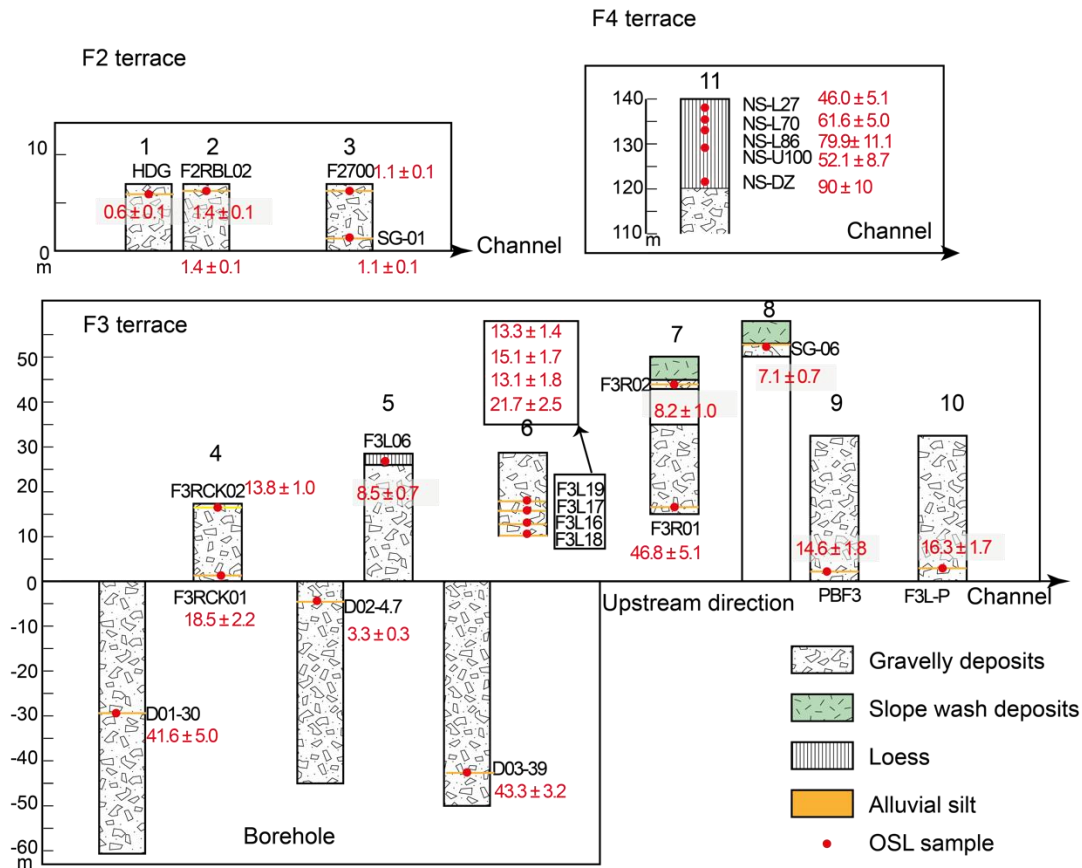 F4 terrace
F2 terrace
11
140
130
120
110
m
NS-L27
46.0 ± 5.1
NS-L70
61.6 ± 5.0
NS-L86
79.9± 11.1
NS-U100
52.1 ± 8.7
NS-DZ
90 ± 10
Channel
10
0
m
1
2
3
HDG
F2RBL02
F2700
1.1 ± 0.1
0.6 ± 0.1
1.4 ± 0.1
SG-01
Channel
1.4 ± 0.1
1.1 ± 0.1
F3 terrace
50
40
30
20
10
0
-10
-20
-30
-40
-50
-60
m
4
F3RCK02
13.8 ± 1.0
F3RCK01
18.5 ± 2.2
5
F3L06
8.5 ± 0.7
13.3 ± 1.4
15.1 ± 1.7
13.1 ± 1.8
21.7 ± 2.5
6
F3L19
F3L17
F3L16
F3L18
7
F3R02
8.2 ± 1.0
F3R01
46.8 ± 5.1
8
SG-06
7.1 ± 0.7
9
14.6 ± 1.8
PBF3
10
16.3 ± 1.7
F3L-P
Upstream direction
Channel
D01-30
41.6 ± 5.0
D02-4.7
3.3 ± 0.3
D03-39
43.3 ± 3.2
Borehole
Gravelly deposits
Slope wash deposits
Loess
Alluvial silt
OSL sample